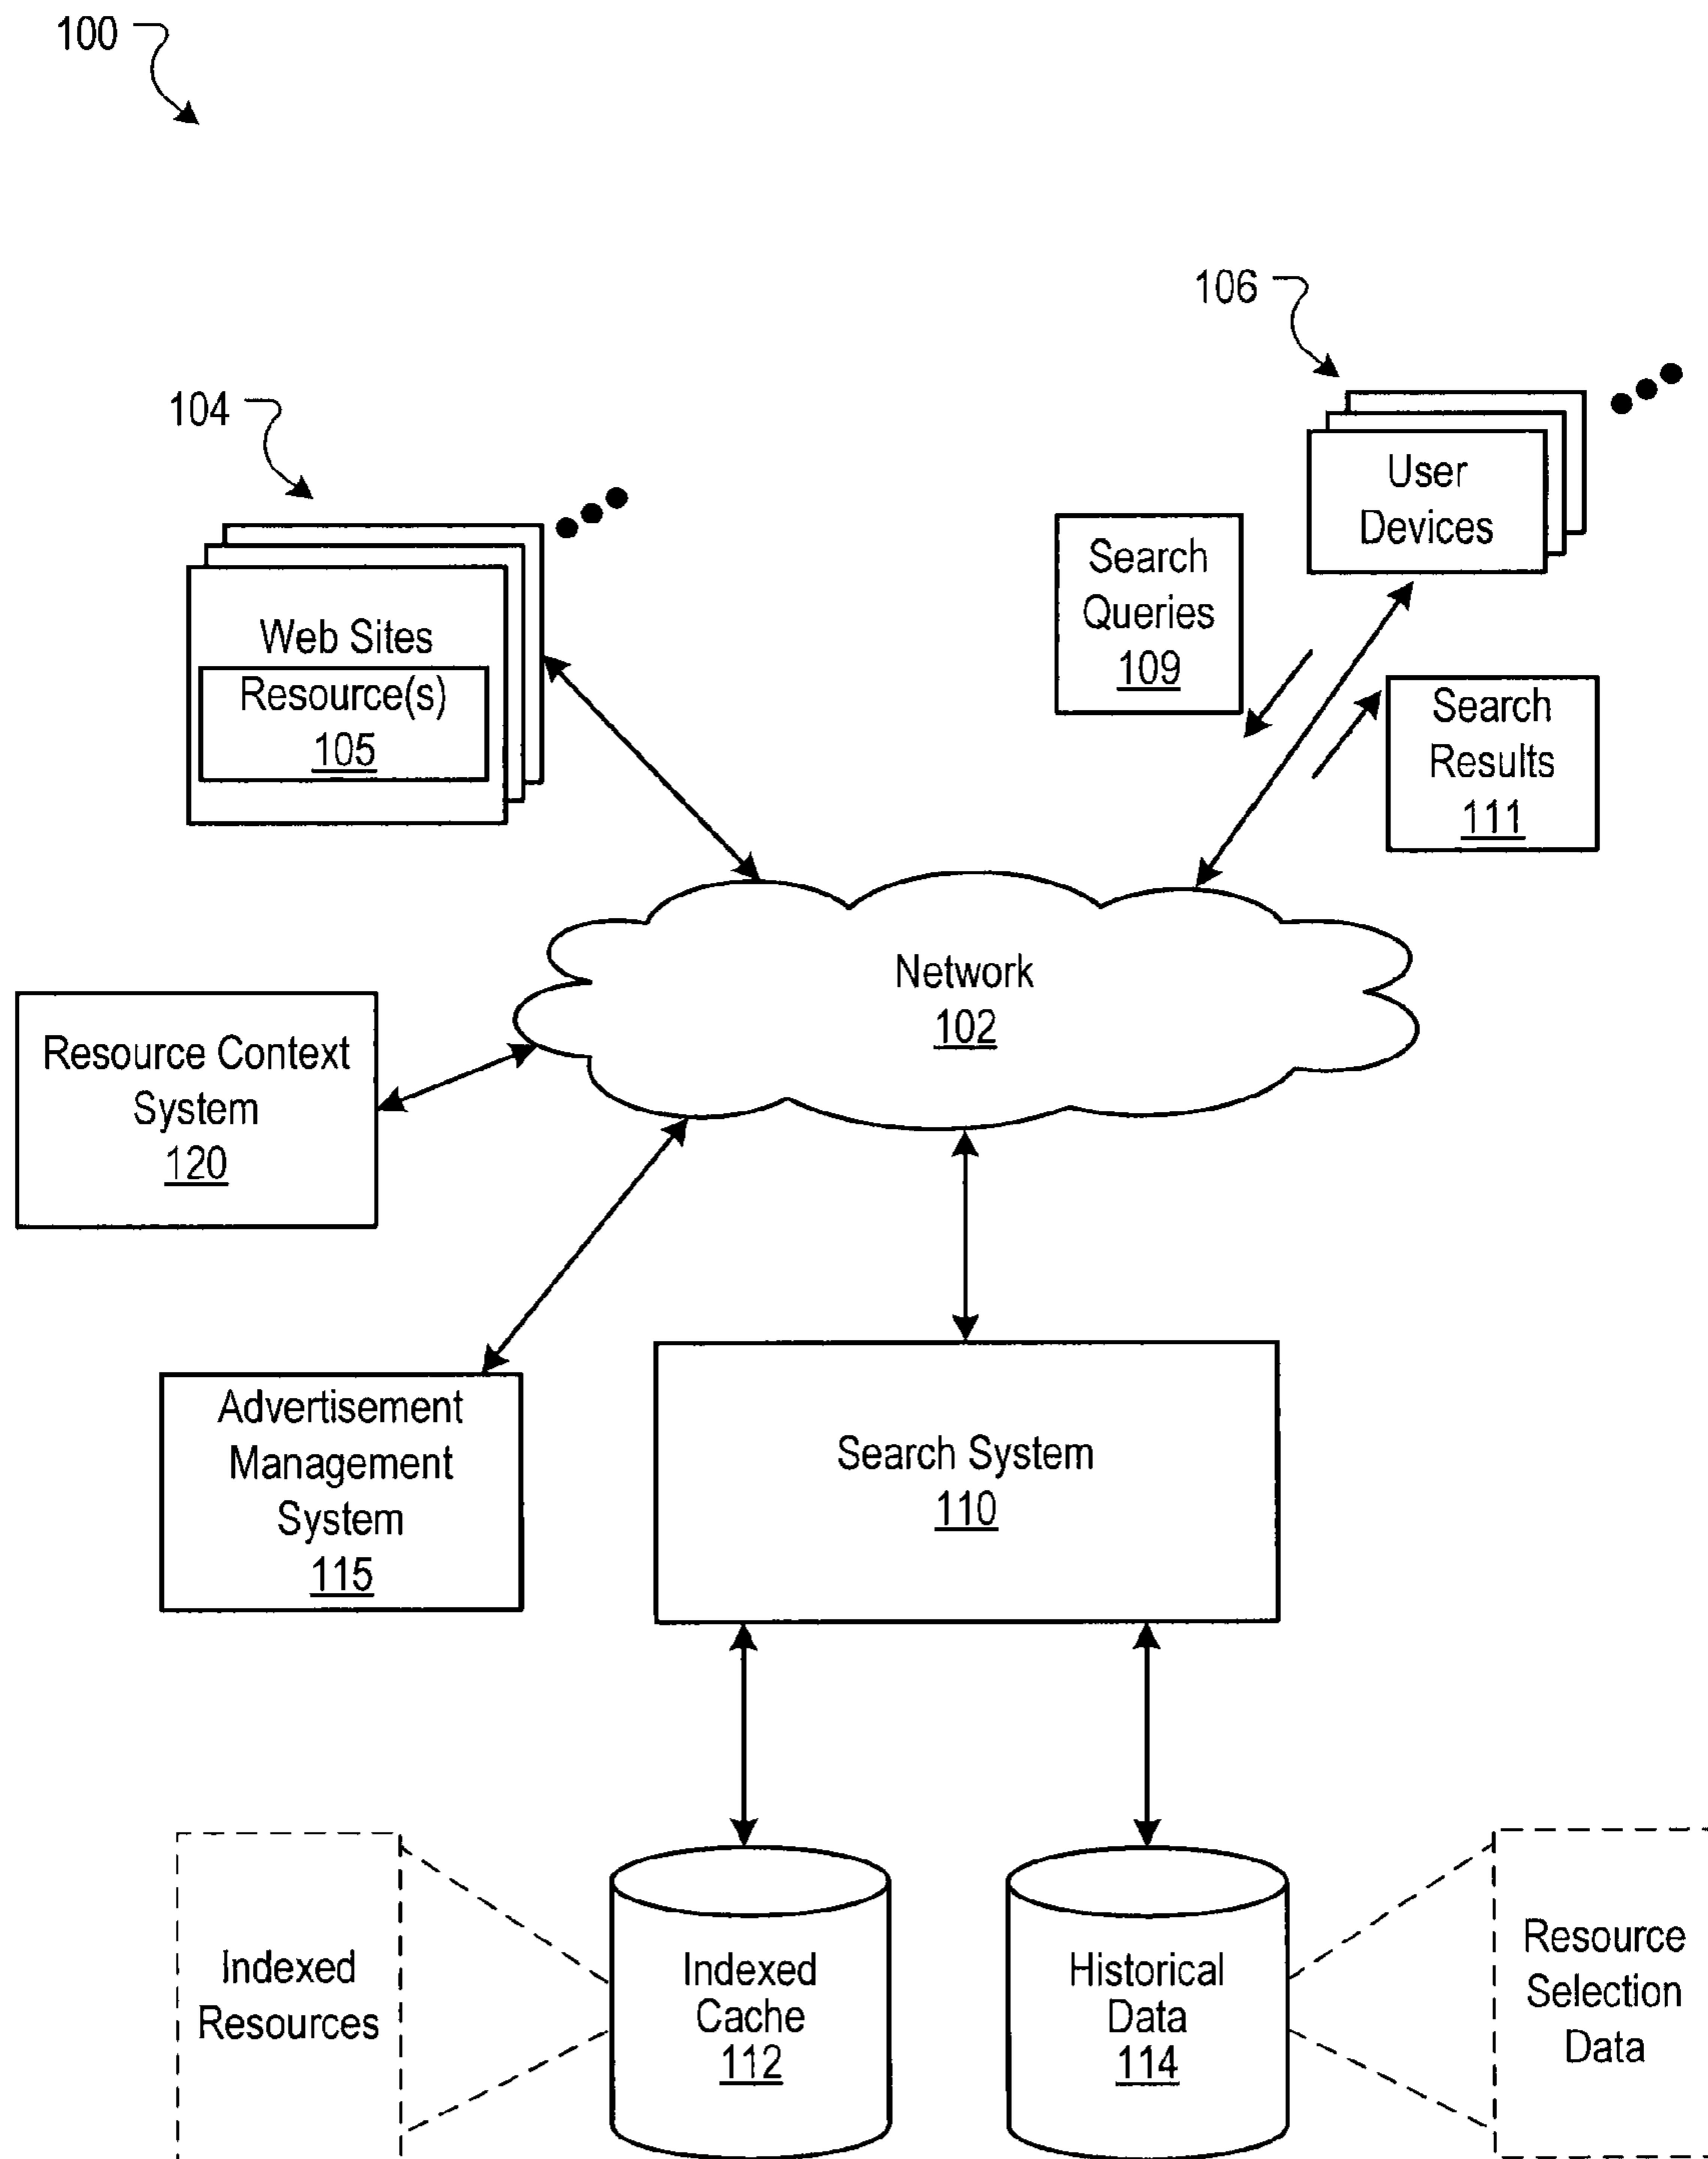 100
106
104
User
Devices
Search
Queries
109
Web Sites
Resource(s)
105
Search
Results
111
Network
102
Resource Context
System
120
Advertisement
Management
System
115
Search System
110
Indexed
Resources
Indexed
Cache
112
Historical
Data
114
Resource
Selection
Data